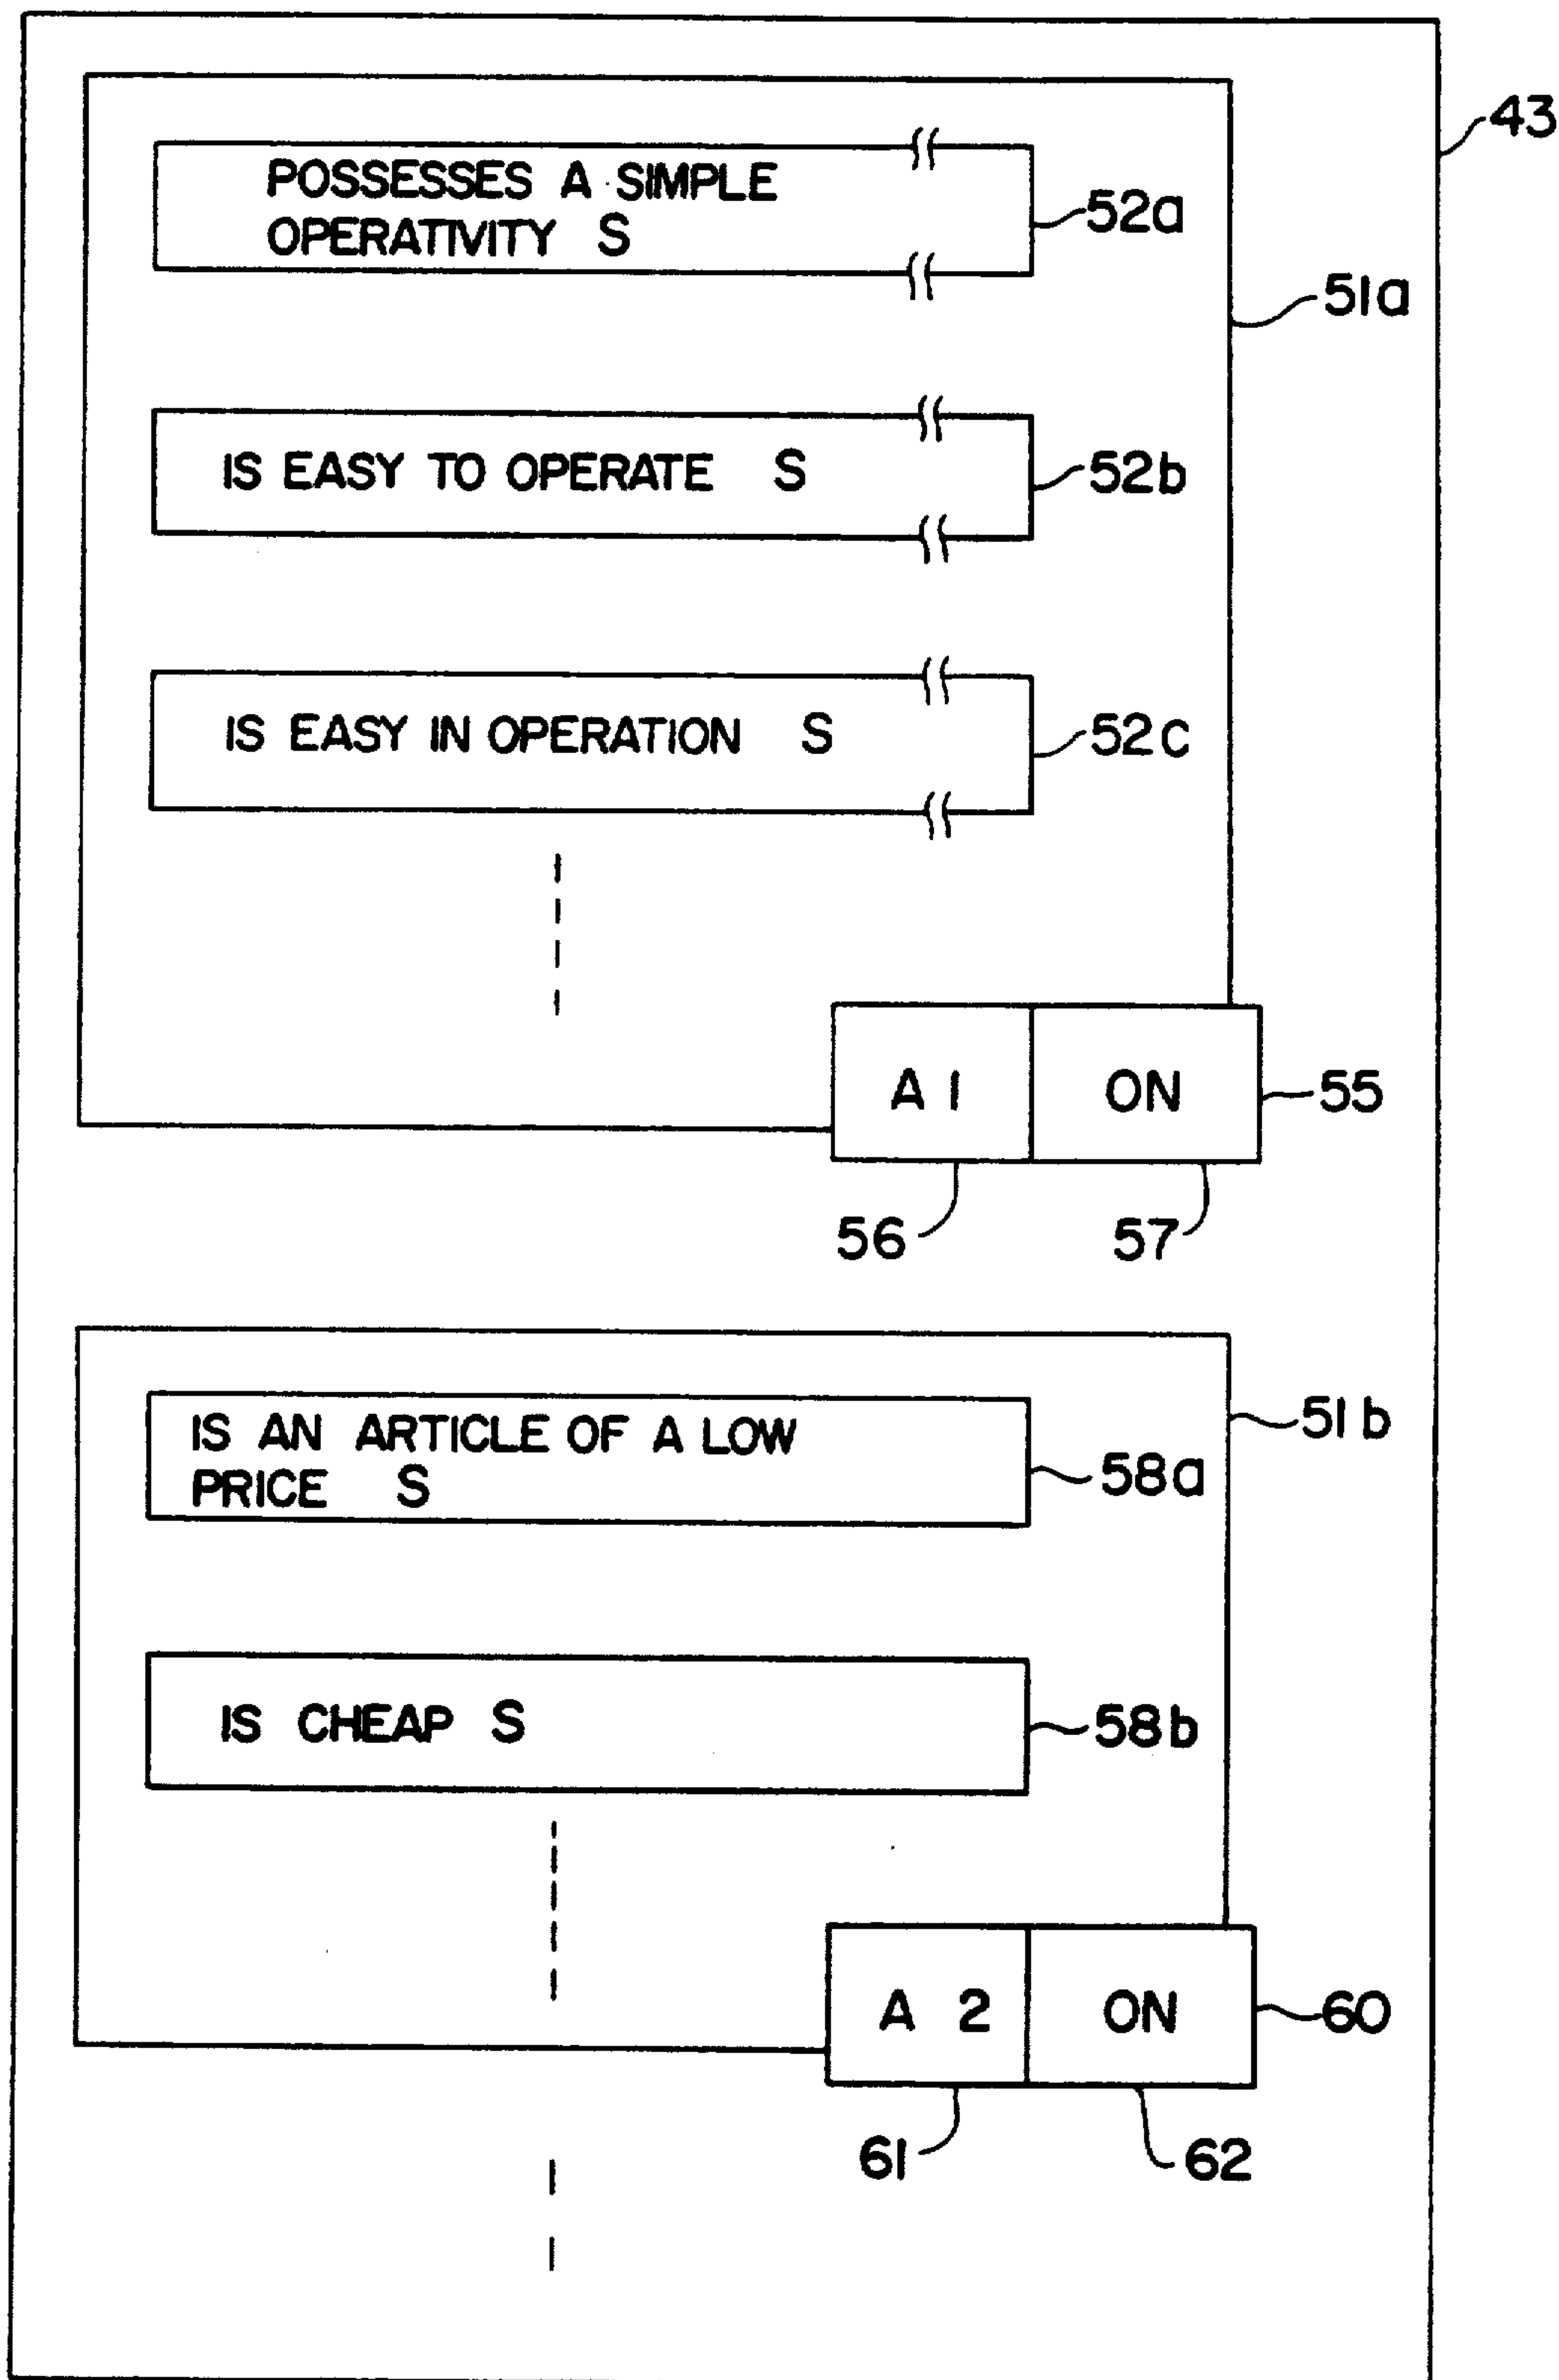 43
POSSESSES A SIMPLE
OPERATIVITY S
52a
51a
IS EASY TO OPERATE S
52b
IS EASY IN OPERATION S
52c
A 1
ON
55
56
57
IS AN ARTICLE OF A LOW
PRICE S
58a
51b
IS CHEAP S
58b
A 2
ON
60
61
62